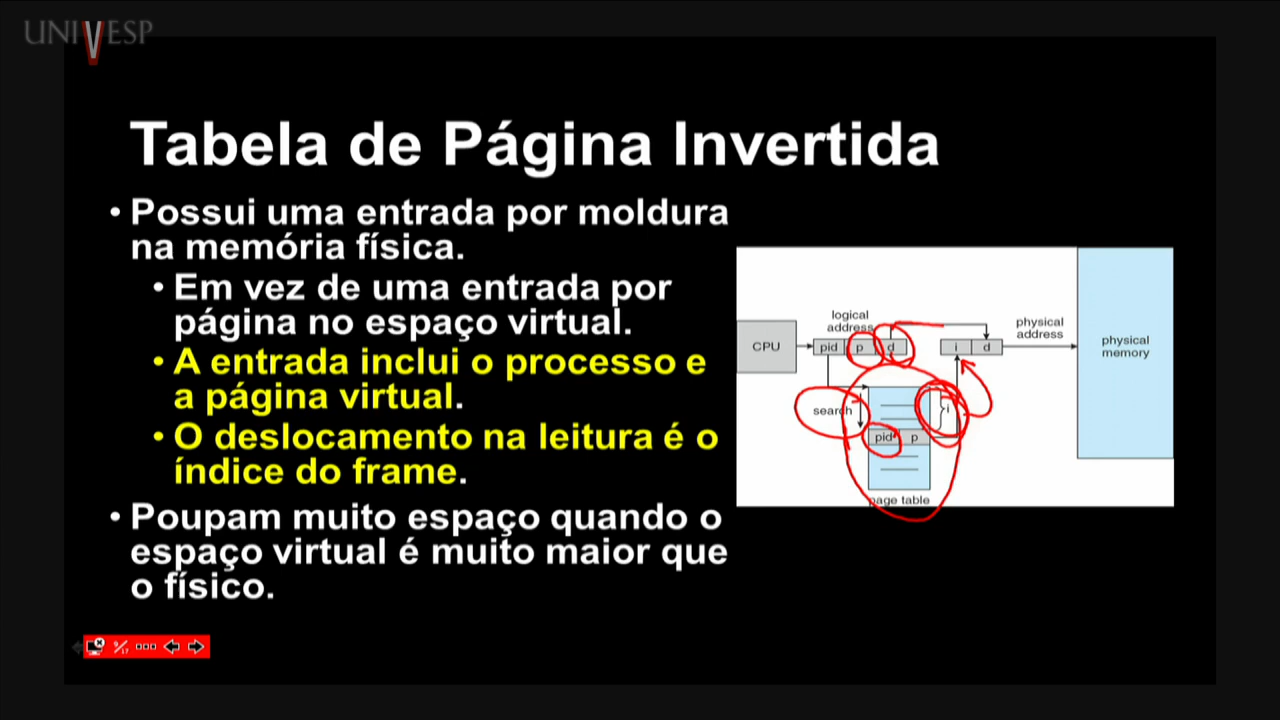 UNIVESP
Tabela de Página Invertida
• Possui uma entrada por moldura
na memória física.
• Em vez de uma entrada por
página no espaço virtual.
• A entrada inclui o processo e
a página virtual.
• O deslocamento na leitura é o
índice do frame.
• Poupam muito espaço quando o
espaço virtual é muito maior que
o físico.
logical
address
physical
address
CPU
pid p d
i d
physical
memory
search
i
pid p
page table